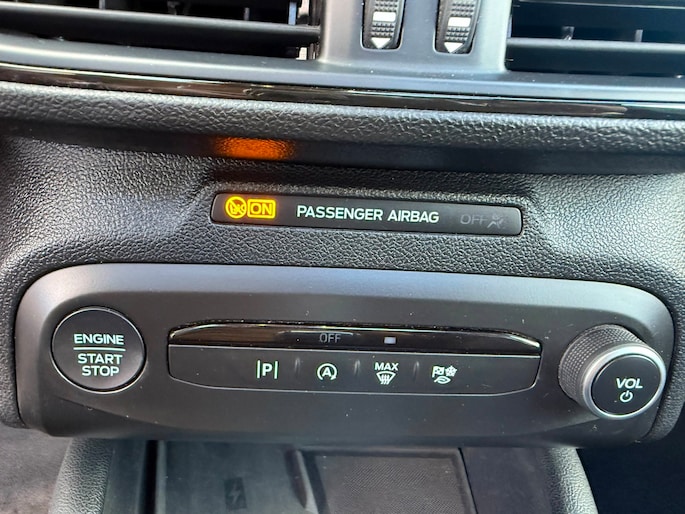 ON PASSENGER AIRBAG OFF
ENGINE
START
STOP
OFF
|P|
A
MAX
VOL